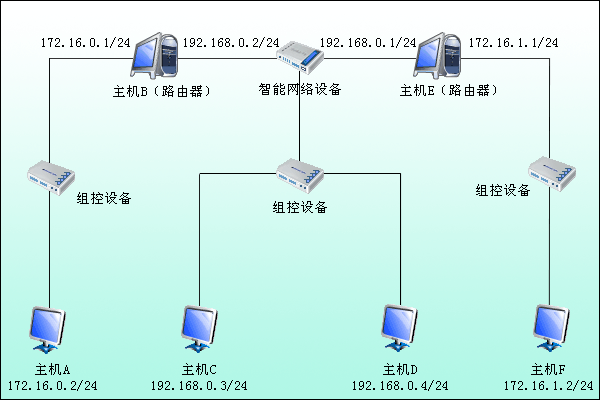 172.16.0.1/24
192.168.0.2/24
192.168.0.1/24
172.16.1.1/24
主机B（路由器）
智能网络设备
主机E（路由器）
组控设备
组控设备
组控设备
主机A
172.16.0.2/24
主机C
192.168.0.3/24
主机D
192.168.0.4/24
主机F
172.16.1.2/24